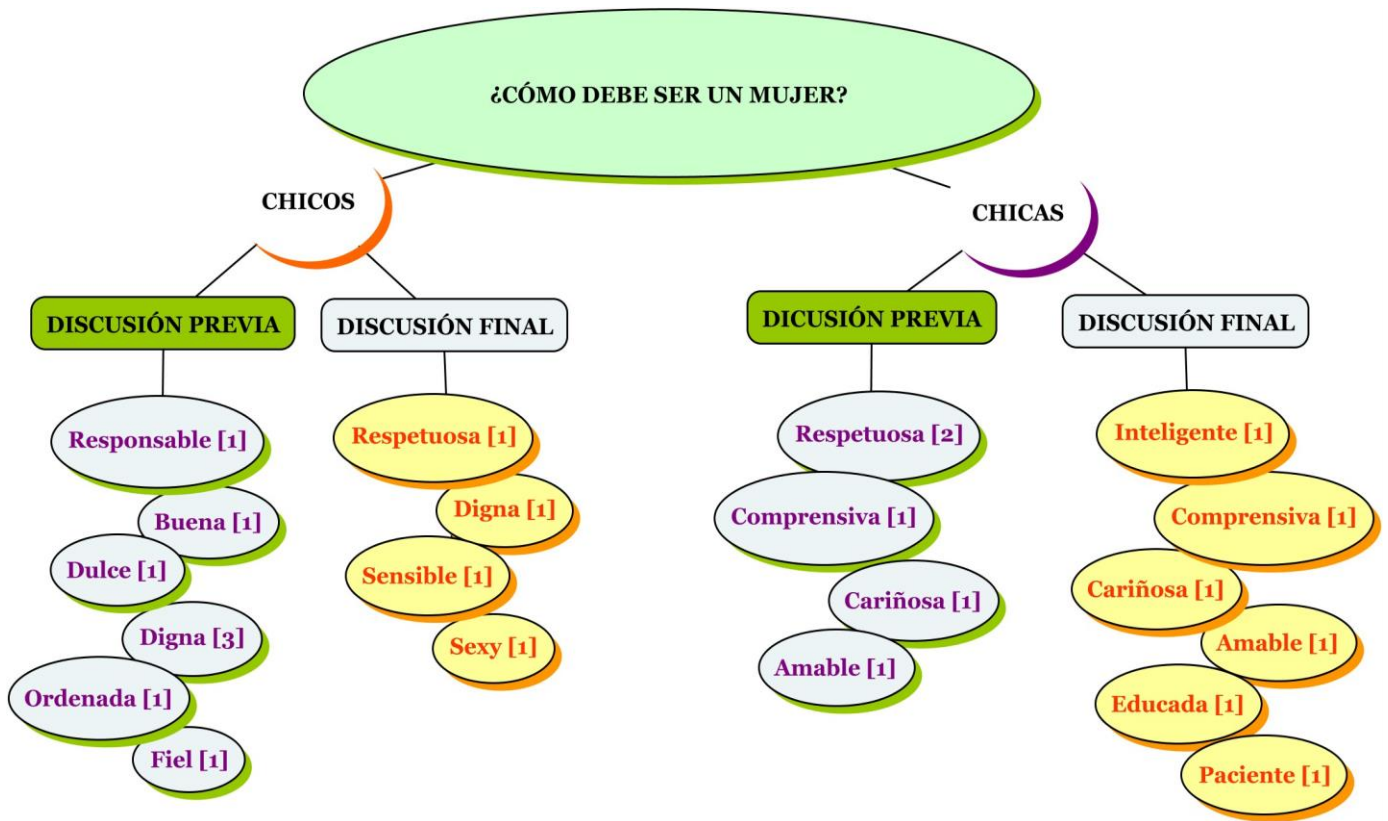 ¿CÓMO DEBE SER UN MUJER?
CHICOS
DISCUSIÓN PREVIA
Responsable [1]
Buena [1]
Dulce [1]
Digna [3]
Ordenada [1]
Fiel [1]
DISCUSIÓN FINAL
Respetuosa [1]
Digna [1]
Sensible [1]
Sexy [1]
CHICAS
DICUSIÓN PREVIA
Respetuosa [2]
Comprensiva [1]
Cariñosa [1]
Amable [1]
DISCUSIÓN FINAL
Inteligente [1]
Comprensiva [1]
Cariñosa [1]
Amable [1]
Educada [1]
Paciente [1]